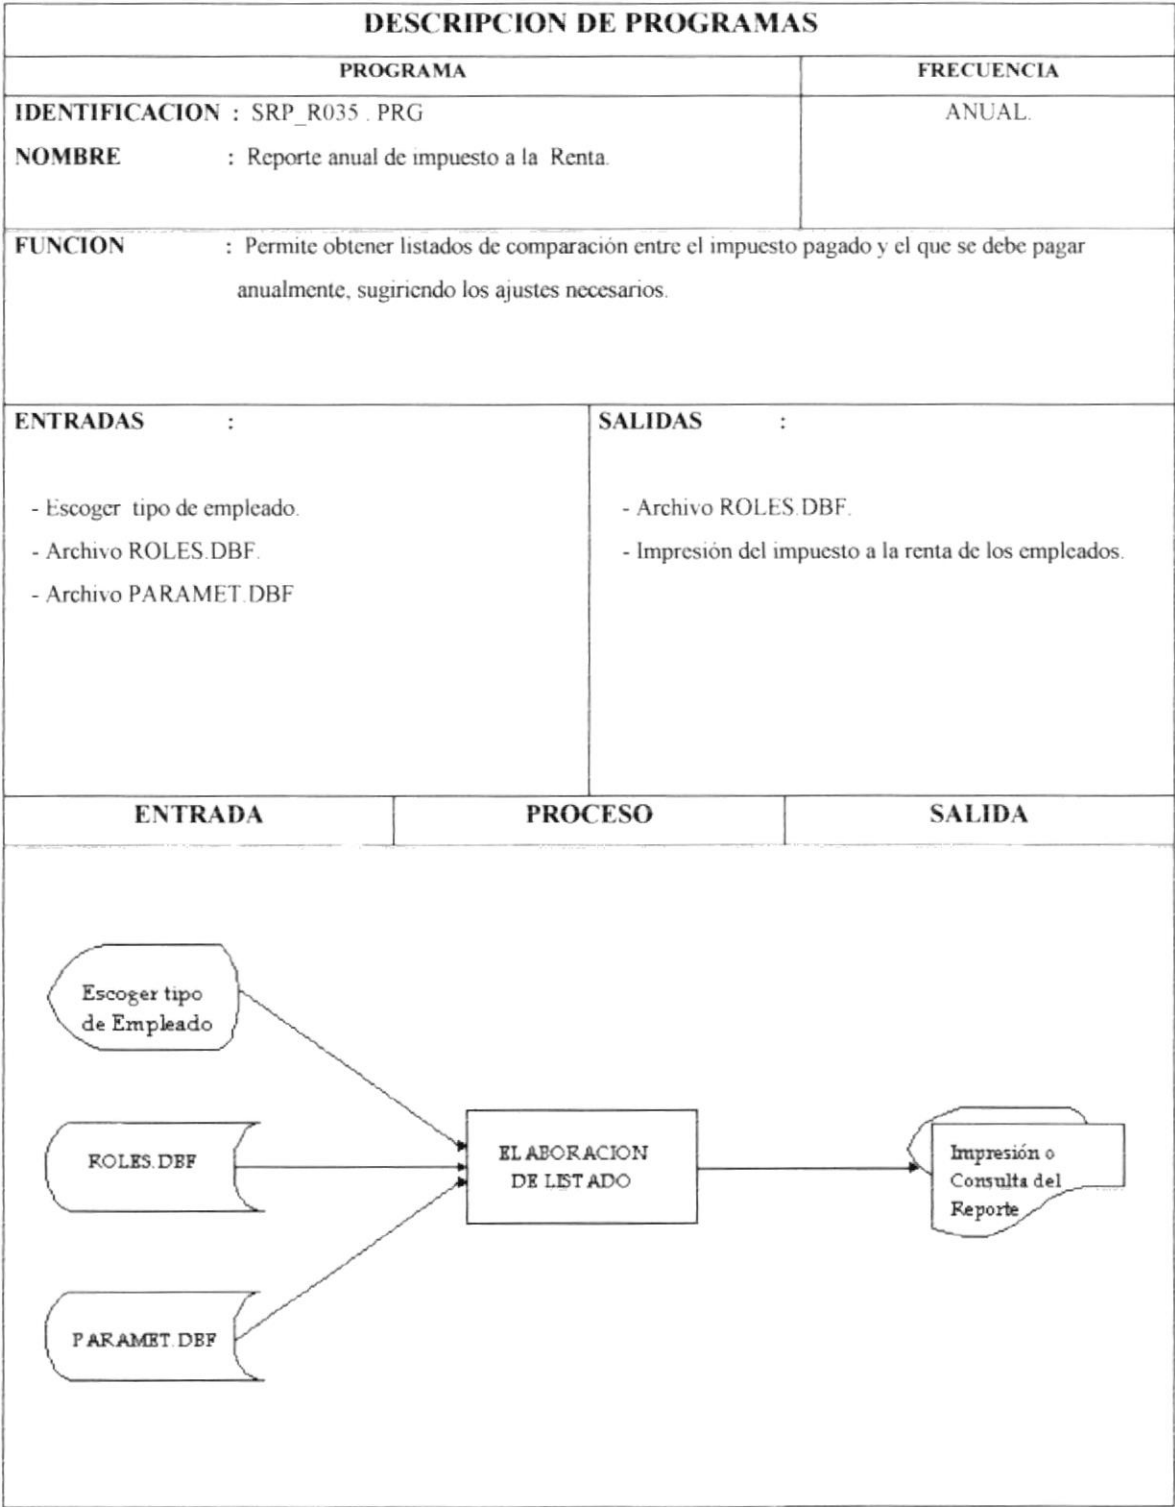 DESCRIPCION DE PROGRAMAS
PROGRAMA
FRECUENCIA
IDENTIFICACION : SRP_R035 . PRG
ANUAL.
NOMBRE : Reporte anual de impuesto a la Renta.
FUNCION : Permite obtener listados de comparación entre el impuesto pagado y el que se debe pagar
anualmente, sugiriendo los ajustes necesarios.
ENTRADAS :
- Escoger tipo de empleado.
- Archivo ROLES.DBF.
- Archivo PARAMET.DBF
SALIDAS :
- Archivo ROLES.DBF.
- Impresión del impuesto a la renta de los empleados.
ENTRADA
PROCESO
SALIDA
Escoger tipo
de Empleado
ROLES.DBF
PARAMET.DBF
ELABORACION
DE LISTADO
Impresión o
Consulta del
Reporte